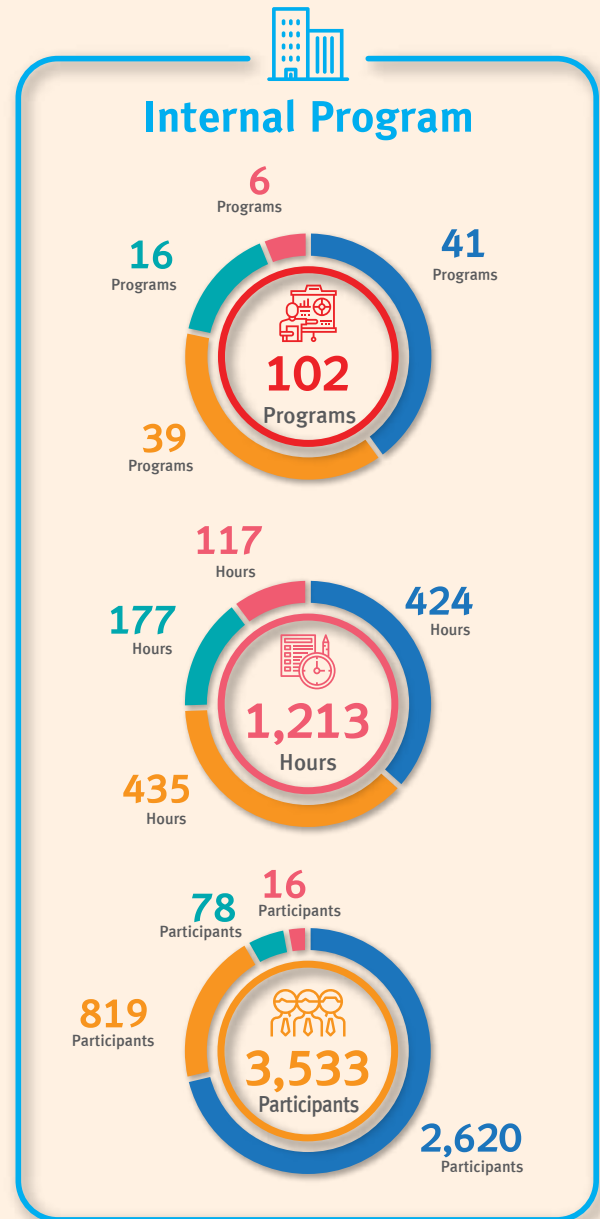 Internal Program
6
Programs
41
Programs
16
Programs
102
Programs
39
Programs
117
Hours
424
Hours
177
Hours
1,213
Hours
435
Hours
16
Participants
78
Participants
819
Participants
3,533
Participants
2,620
Participants